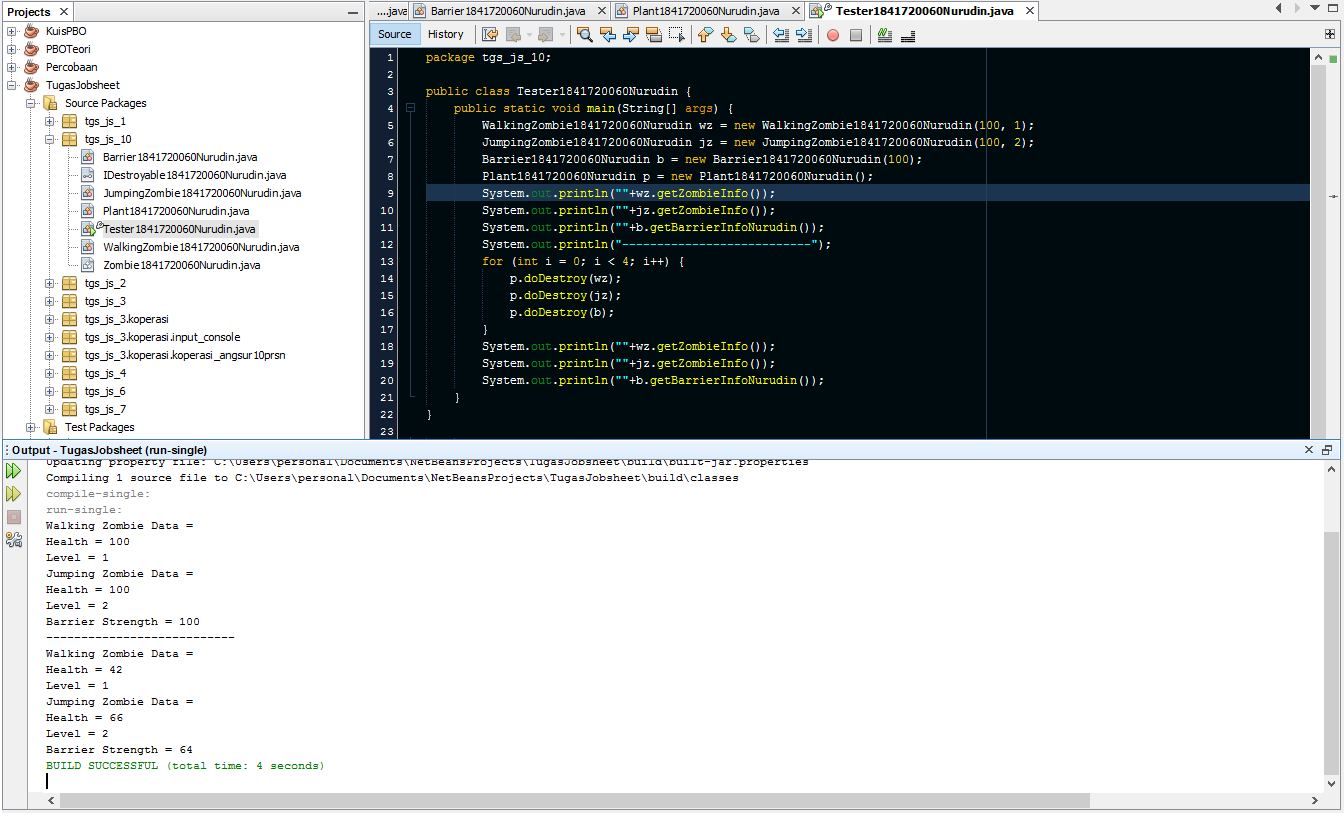 Projects
KuisPBO
PBOTeori
Percobaan
TugasJobsheet
Source Packages
tgs_js_1
tgs_js_10
Barrier1841720060Nurudin.java
IDestroyable1841720060Nurudin.java
JumpingZombie1841720060Nurudin.java
Plant1841720060Nurudin.java
Tester1841720060Nurudin.java
WalkingZombie1841720060Nurudin.java
Zombie1841720060Nurudin.java
tgs_js_2
tgs_js_3
tgs_js_3.koperasi
tgs_js_3.koperasi.input_console
tgs_js_3.koperasi.koperasi_angsur10prsn
tgs_js_4
tgs_js_6
tgs_js_7
Test Packages
....java Barrier1841720060Nurudin.java Plant1841720060Nurudin.java Tester1841720060Nurudin.java
Source History
1 package tgs_js_10;
2
3 public class Tester1841720060Nurudin {
4 public static void main(String[] args) {
5 WalkingZombie1841720060Nurudin wz = new WalkingZombie1841720060Nurudin(100, 1);
6 JumpingZombie1841720060Nurudin jz = new JumpingZombie1841720060Nurudin(100, 2);
7 Barrier1841720060Nurudin b = new Barrier1841720060Nurudin(100);
8 Plant1841720060Nurudin p = new Plant1841720060Nurudin();
9 System.out.println(""+wz.getZombieInfo());
10 System.out.println(""+jz.getZombieInfo());
11 System.out.println(""+b.getBarrierInfoNurudin());
12 System.out.println("---------------------------");
13 for (int i = 0; i < 4; i++) {
14 p.doDestroy(wz);
15 p.doDestroy(jz);
16 p.doDestroy(b);
17 }
18 System.out.println(""+wz.getZombieInfo());
19 System.out.println(""+jz.getZombieInfo());
20 System.out.println(""+b.getBarrierInfoNurudin());
21 }
22 }
23
Output - TugasJobsheet (run-single)
Updating property file: C:\Users\personal\Documents\NetBeansProjects\TugasJobsheet\build\built-jar.properties
Compiling 1 source file to C:\Users\personal\Documents\NetBeansProjects\TugasJobsheet\build\classes
compile-single:
run-single:
Walking Zombie Data =
Health = 100
Level = 1
Jumping Zombie Data =
Health = 100
Level = 2
Barrier Strength = 100
---------------------------
Walking Zombie Data =
Health = 42
Level = 1
Jumping Zombie Data =
Health = 66
Level = 2
Barrier Strength = 64
BUILD SUCCESSFUL (total time: 4 seconds)